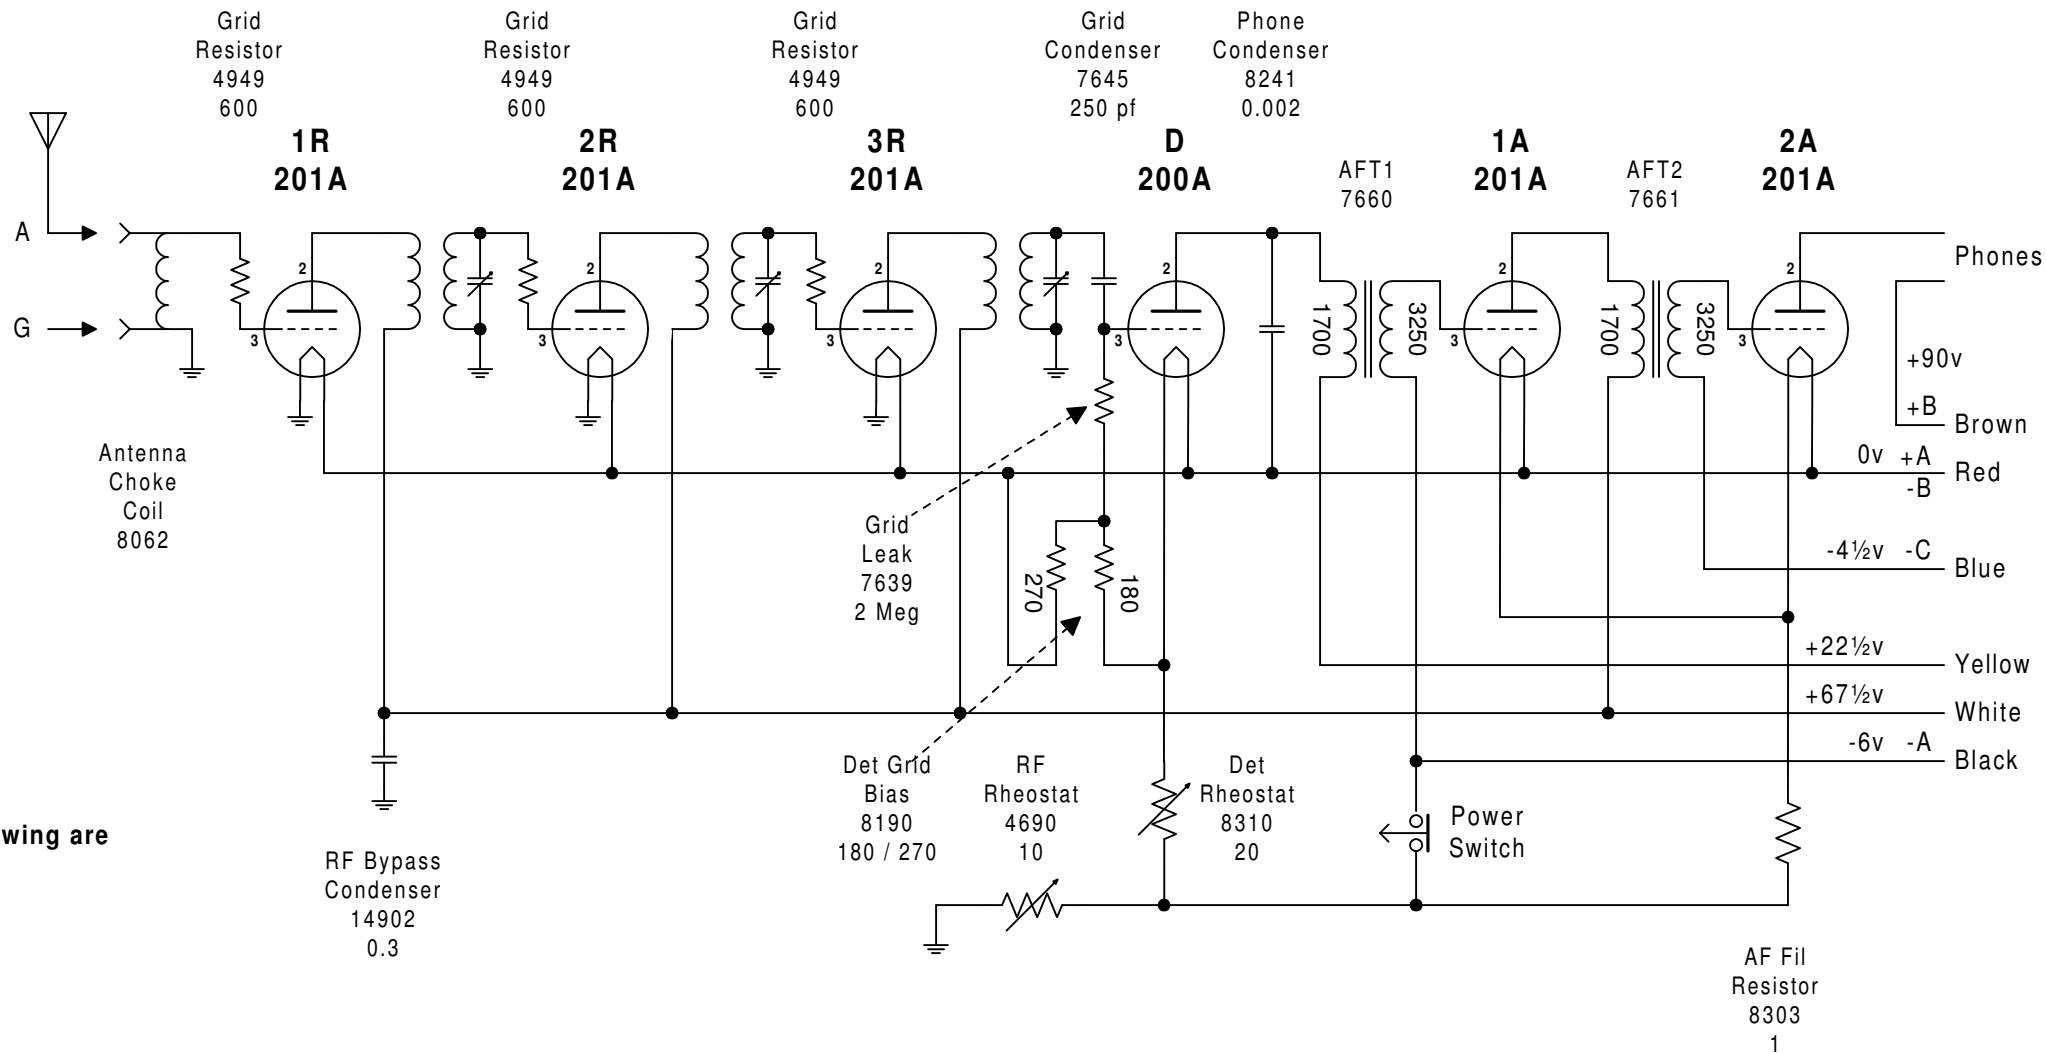 Grid
Resistor
4949
600
Grid
Resistor
4949
600
Grid
Resistor
4949
600
Grid
Condenser
7645
250 pf
Phone
Condenser
8241
0.002
1R
201A
2R
201A
3R
201A
D
200A
AFT1
7660
1A
201A
AFT2
7661
2A
201A
A
G
2
3
2
3
2
3
2
3
1700
3250
2
3
1700
3250
2
3
Phones
+90v
+B
Brown
0v +A
Red
-B
-4½v -C
Blue
+22½v
Yellow
+67½v
White
-6v -A
Black
Antenna
Choke
Coil
8062
Grid
Leak
7639
2 Meg
270
180
Det Grid
Bias
8190
180 / 270
RF
Rheostat
4690
10
Det
Rheostat
8310
20
Power
Switch
wing are
RF Bypass
Condenser
14902
0.3
AF Fil
Resistor
8303
1